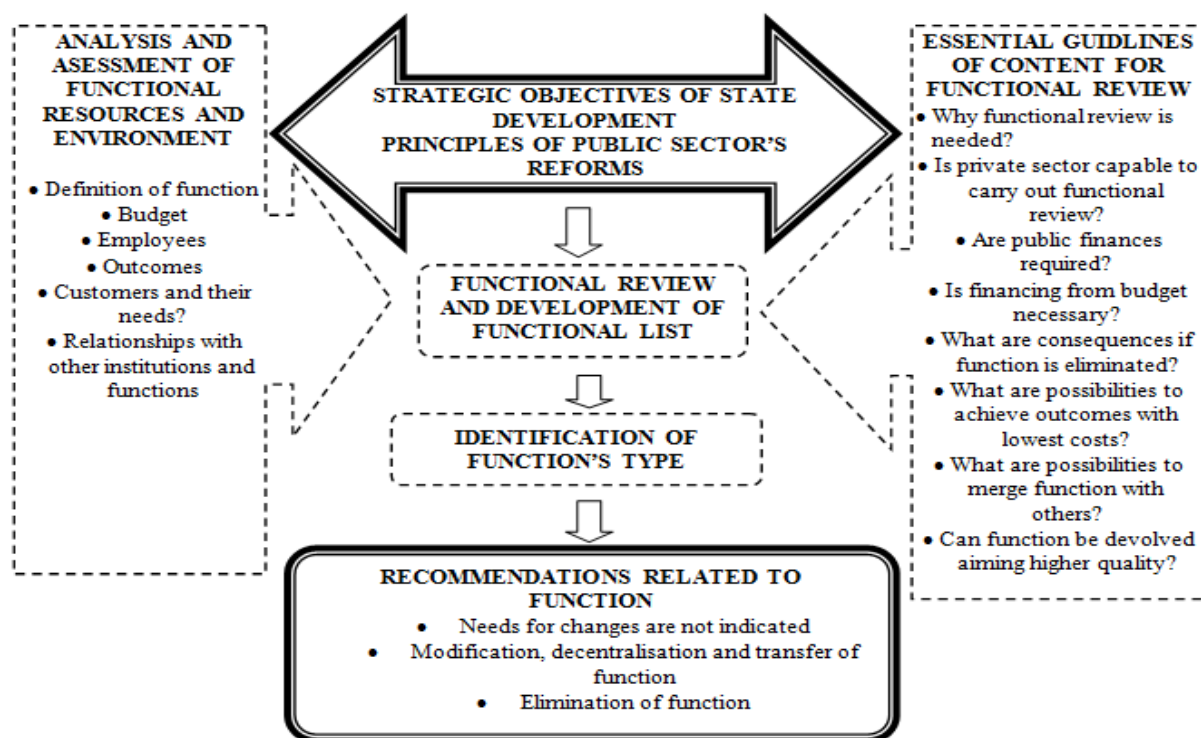 ANALYSIS AND
ASESSMENT OF
FUNCTIONAL
RESOURCES AND
ENVIRONMENT
• Definition of function
• Budget
• Employees
• Outcomes
• Customers and their
needs?
• Relationships with
other institutions and
functions
STRATEGIC OBJECTIVES OF STATE
DEVELOPMENT
PRINCIPLES OF PUBLIC SECTOR'S
REFORMS
FUNCTIONAL REVIEW
AND DEVELOPMENT OF
FUNCTIONAL LIST
IDENTIFICATION OF
FUNCTION'S TYPE
RECOMMENDATIONS RELATED TO
FUNCTION
• Needs for changes are not indicated
• Modification, decentralisation and transfer of
function
• Elimination of function
ESSENTIAL GUIDLINES
OF CONTENT FOR
FUNCTIONAL REVIEW
• Why functional review is
needed?
• Is private sector capable to
carry out functional
review?
• Are public finances
required?
• Is financing from budget
necessary?
• What are consequences if
function is eliminated?
• What are possibilities to
achieve outcomes with
lowest costs?
• What are possibilities to
merge function with
others?
• Can function be devolved
aiming higher quality?